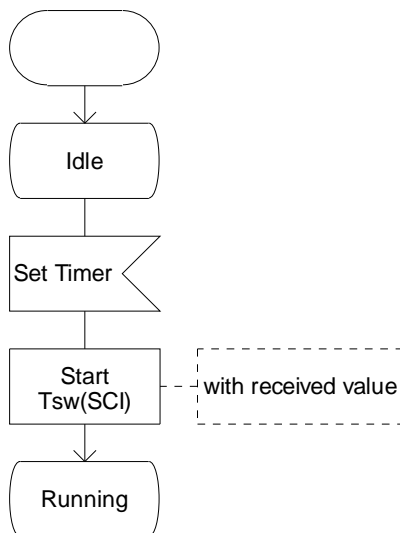 Idle
Set Timer
Start
Tsw(SCI)
with received value
Running